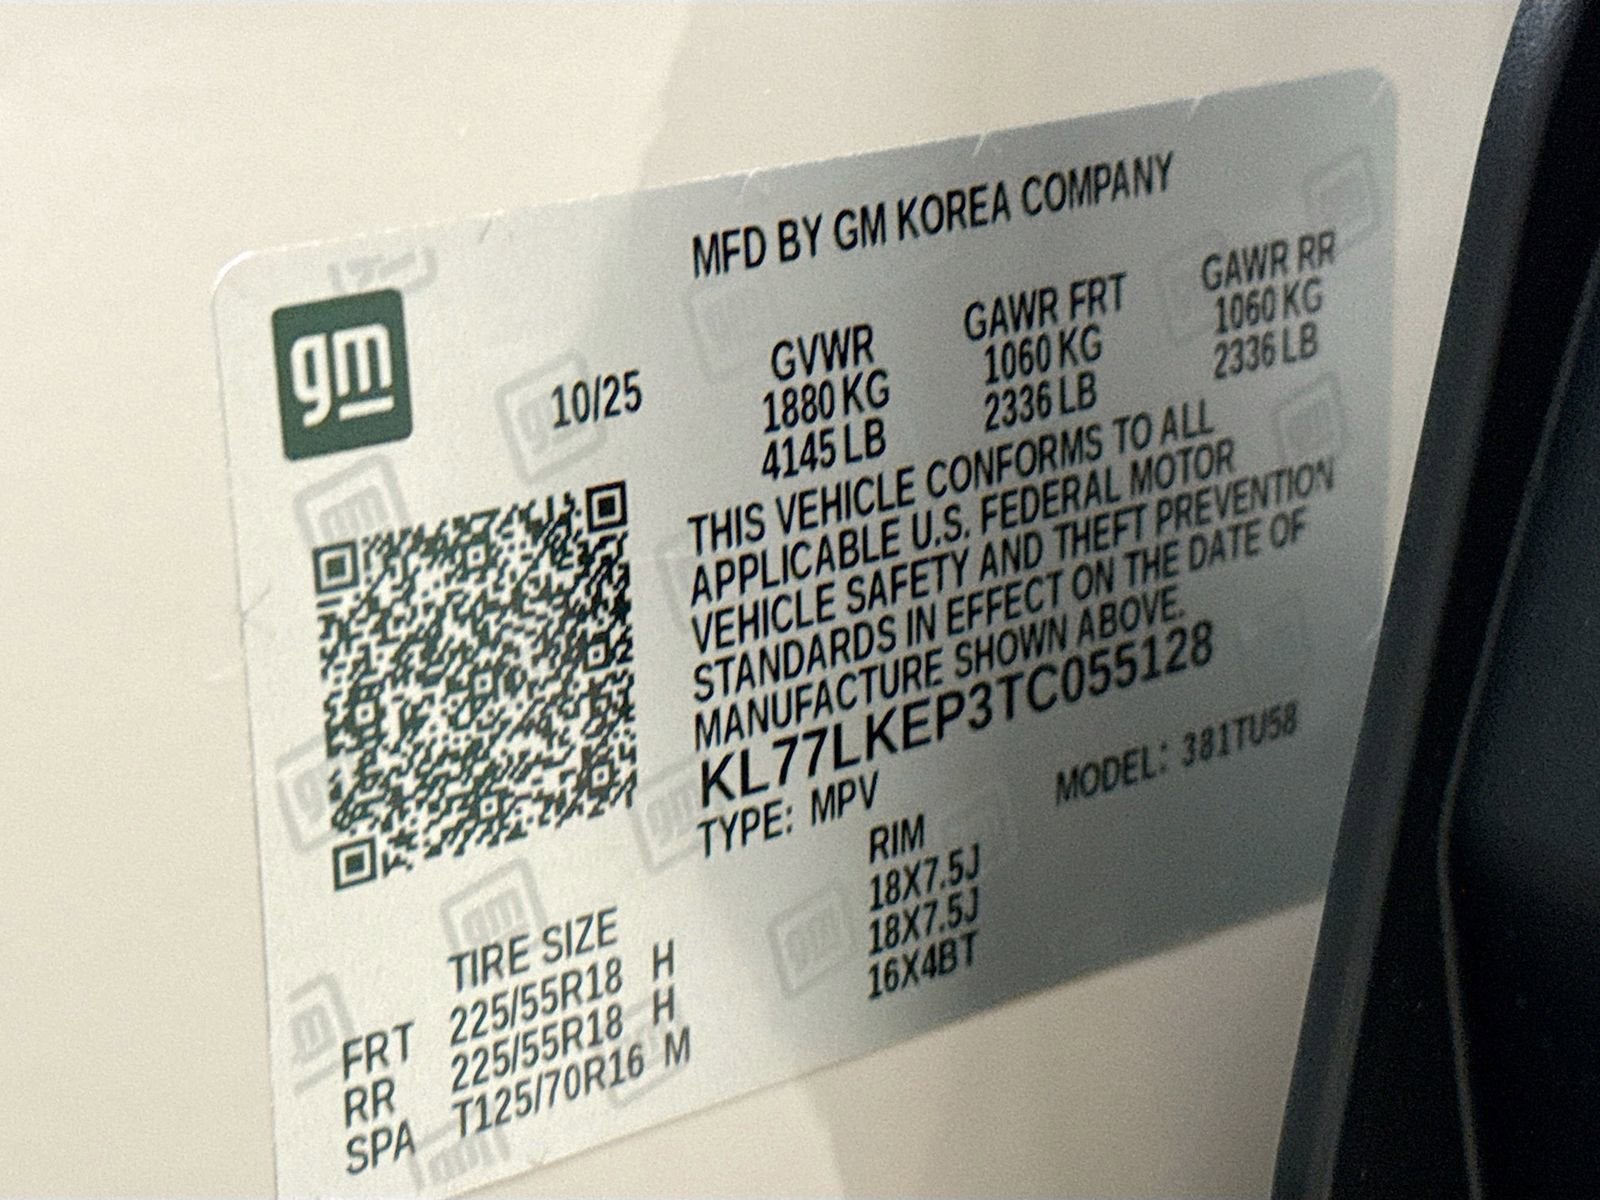 MFD BY GM KOREA COMPANY
gm
10/25
GVWR GAWR FRT GAWR RR
1880 KG 1060 KG 1060 KG
4145 LB 2336 LB 2336 LB
THIS VEHICLE CONFORMS TO ALL
APPLICABLE U.S. FEDERAL MOTOR
VEHICLE SAFETY AND THEFT PREVENTION
STANDARDS IN EFFECT ON THE DATE OF
MANUFACTURE SHOWN ABOVE.
KL77LKEP3TC055128
TYPE: MPV MODEL: 381TU58
TIRE SIZE RIM
FRT 225/55R18 H 18X7.5J
RR 225/55R18 H 18X7.5J
SPA T125/70R16 M 16X4BT